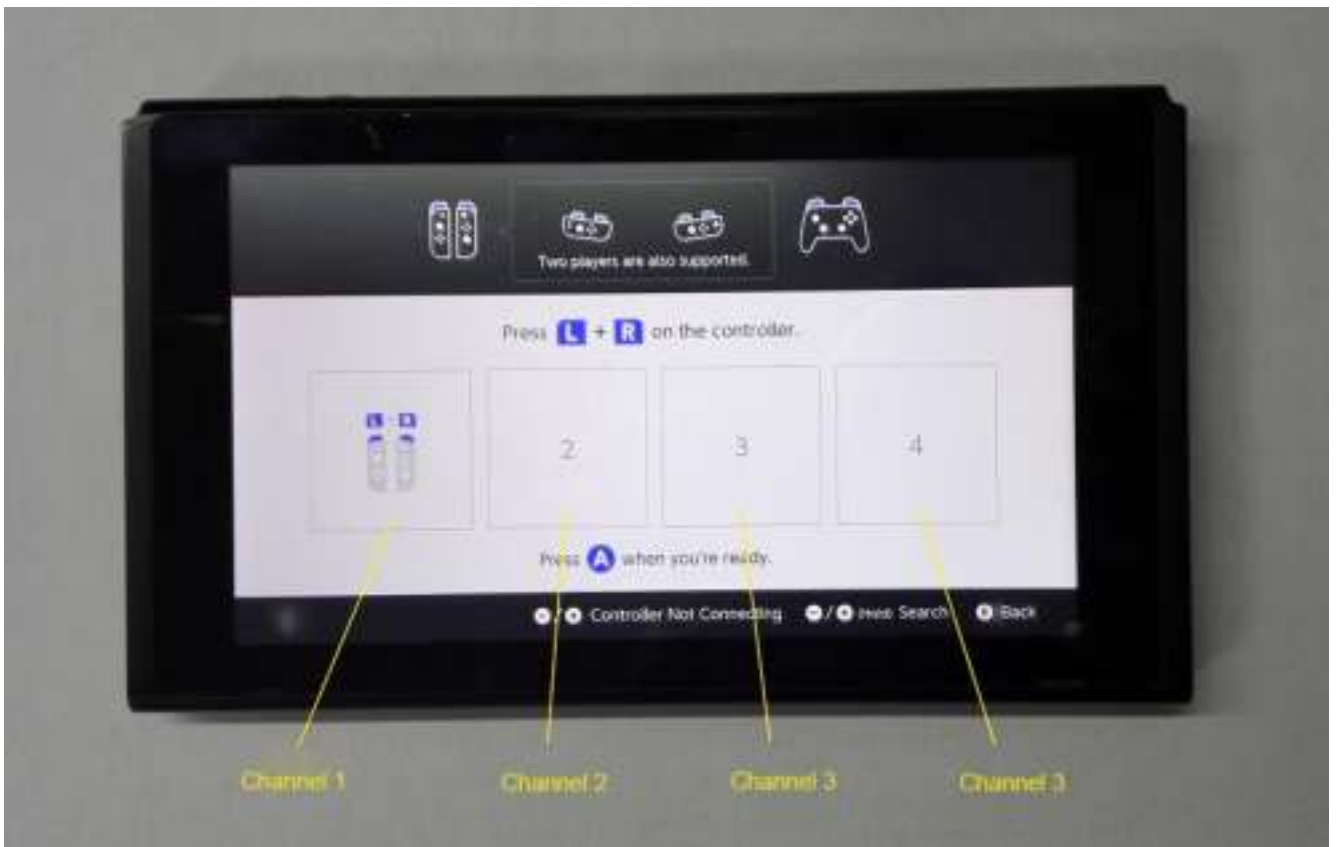 Two players are also supported.
Press L + R on the controller.
L R
2
3
4
Press A when you're ready.
Controller Not Connecting
Search
Back
Channel 1
Channel 2
Channel 3
Channel 3